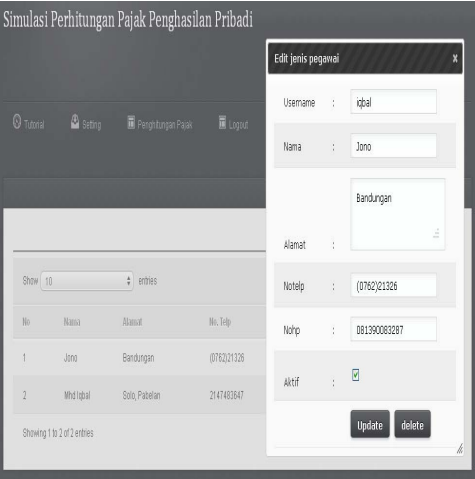 Simulasi Perhitungan Pajak Penghasilan Pribadi
Tutorial Setting Penghitungan Pajak Logout
Show 10 entries
No Nama Alamat No. Telp
1 Jono Bandungan (0762)21326
2 Mhd Iqbal Solo, Pabelan 2147483647
Showing 1 to 2 of 2 entries
Edit jenis pegawai x
Username : iqbal
Nama : Jono
Alamat : Bandungan
Notelp : (0762)21326
Nohp : 081390083287
Aktif :
Update delete